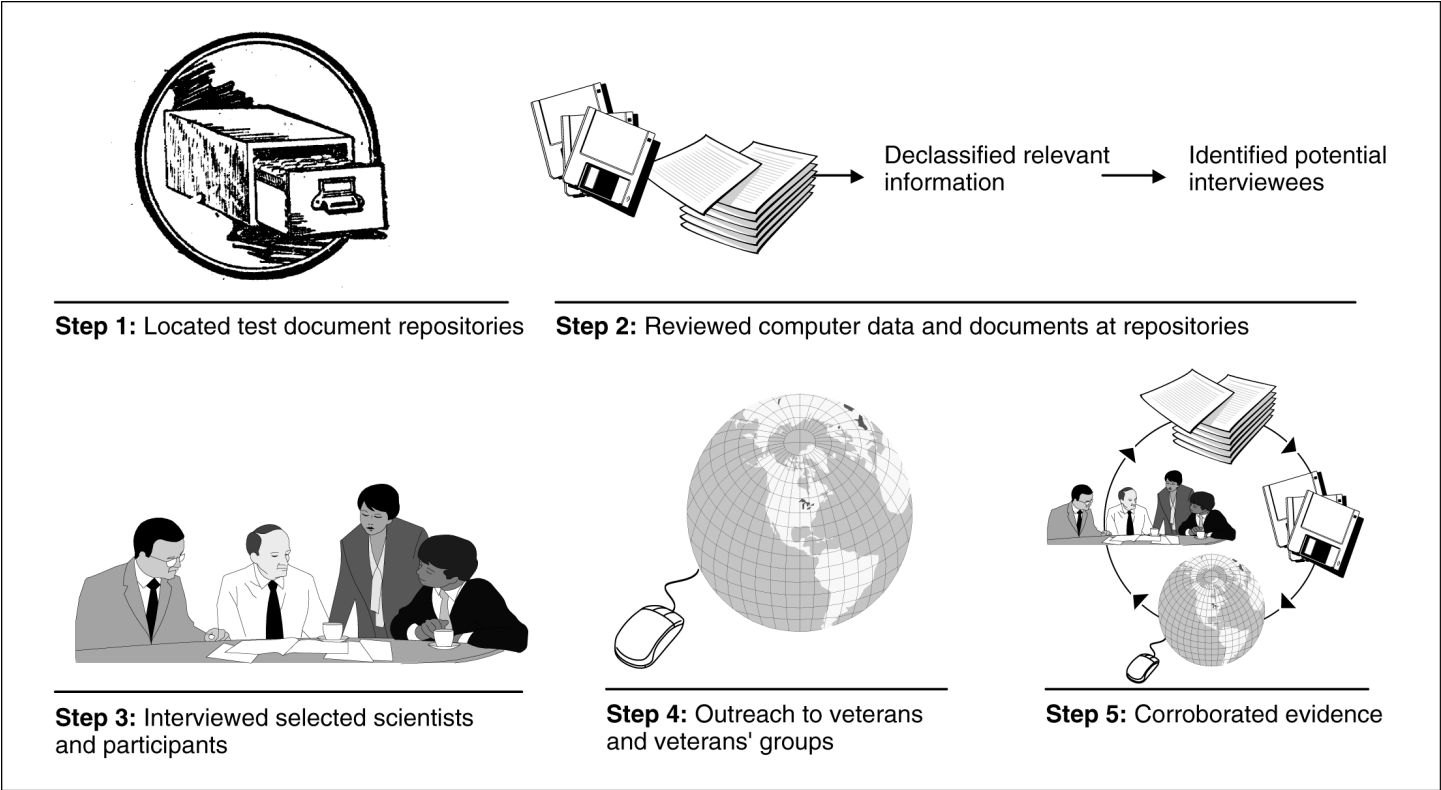 Declassified relevant
information
Identified potential
interviewees
Step 1: Located test document repositories
Step 2: Reviewed computer data and documents at repositories
Step 3: Interviewed selected scientists
and participants
Step 4: Outreach to veterans
and veterans' groups
Step 5: Corroborated evidence